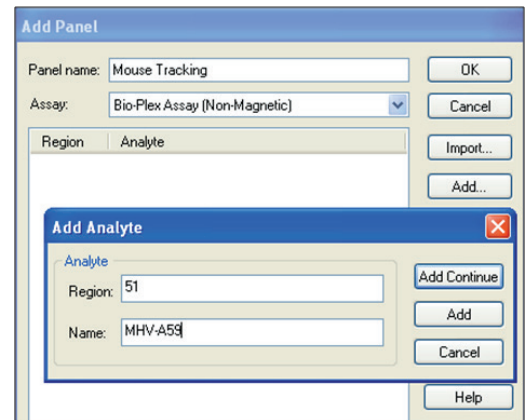 Add Panel
Panel name: Mouse Tracking OK
Assay: Bio-Plex Assay (Non-Magnetic) Cancel
Region Analyte Import...
Add...
Add Analyte
Analyte
Region: 51 Add Continue
Name: MHV-A59 Add
Cancel
Help